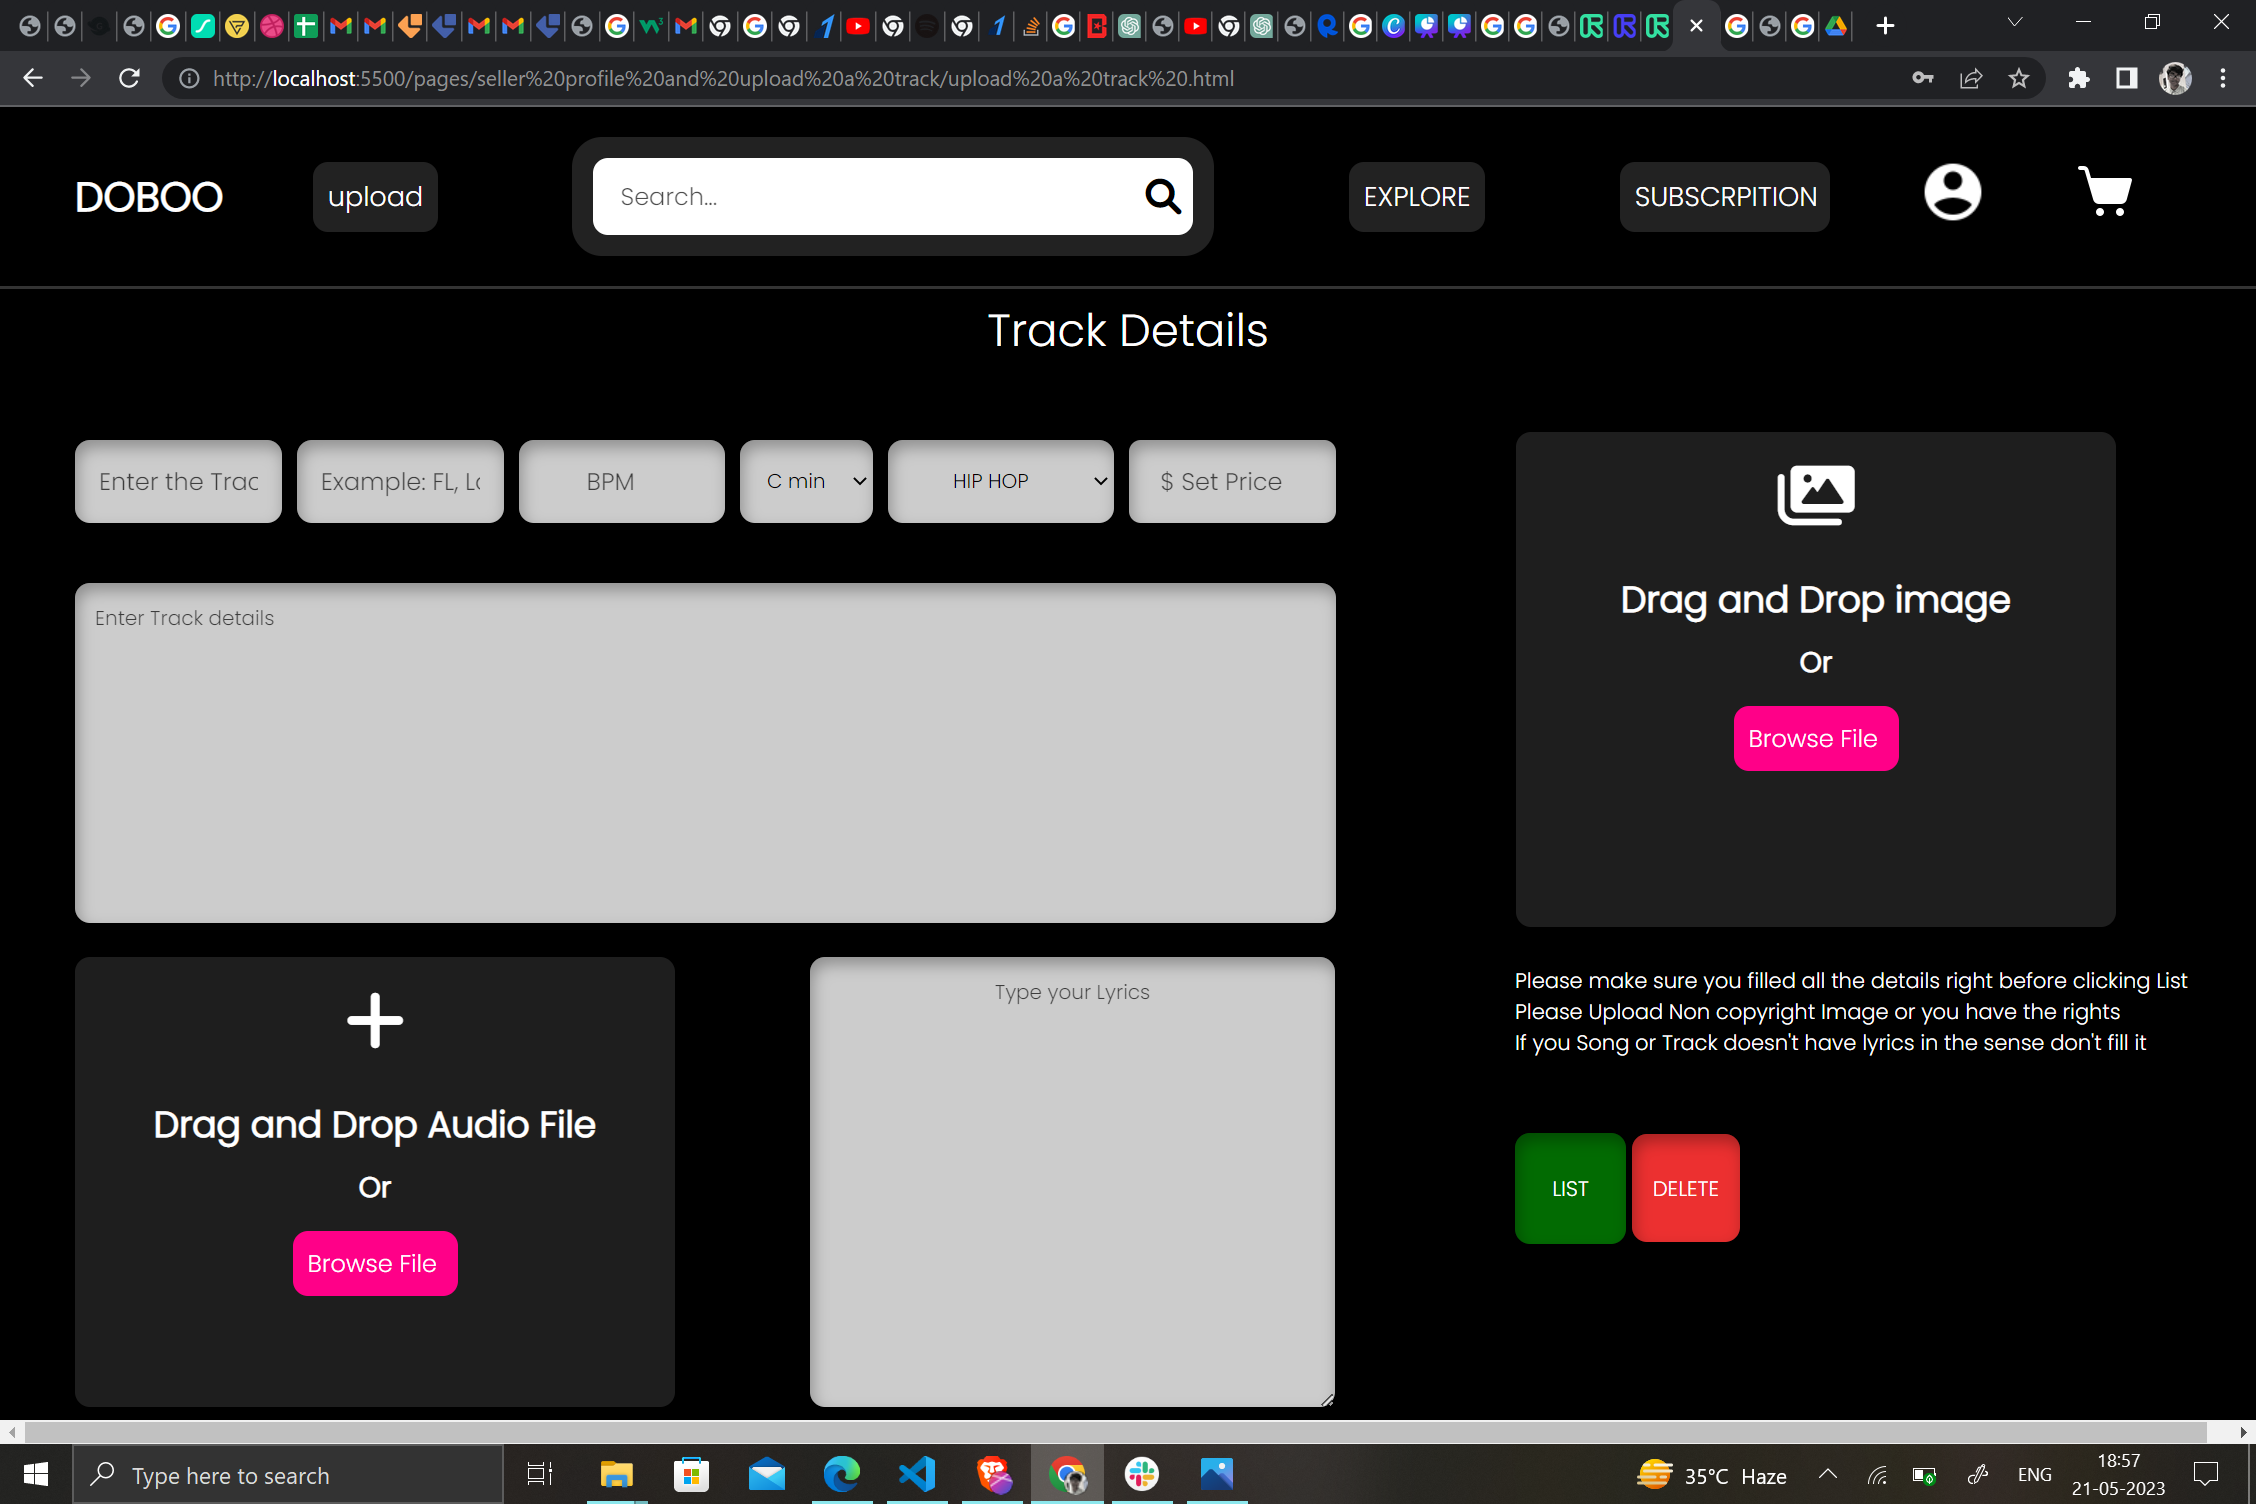 http://localhost:5500/pages/seller%20profile%20and%20upload%20a%20track/upload%20a%20track%20.html
DOBOO
upload
Search...
EXPLORE
SUBSCRPITION
Track Details
Enter the Trac
Example: FL, Lo
BPM
C min
HIP HOP
$ Set Price
Enter Track details
Drag and Drop image
Or
Browse File
Drag and Drop Audio File
Or
Browse File
Type your Lyrics
Please make sure you filled all the details right before clicking List
Please Upload Non copyright Image or you have the rights
If you Song or Track doesn't have lyrics in the sense don't fill it
LIST
DELETE
Type here to search
35°C Haze
ENG
18:57
21-05-2023